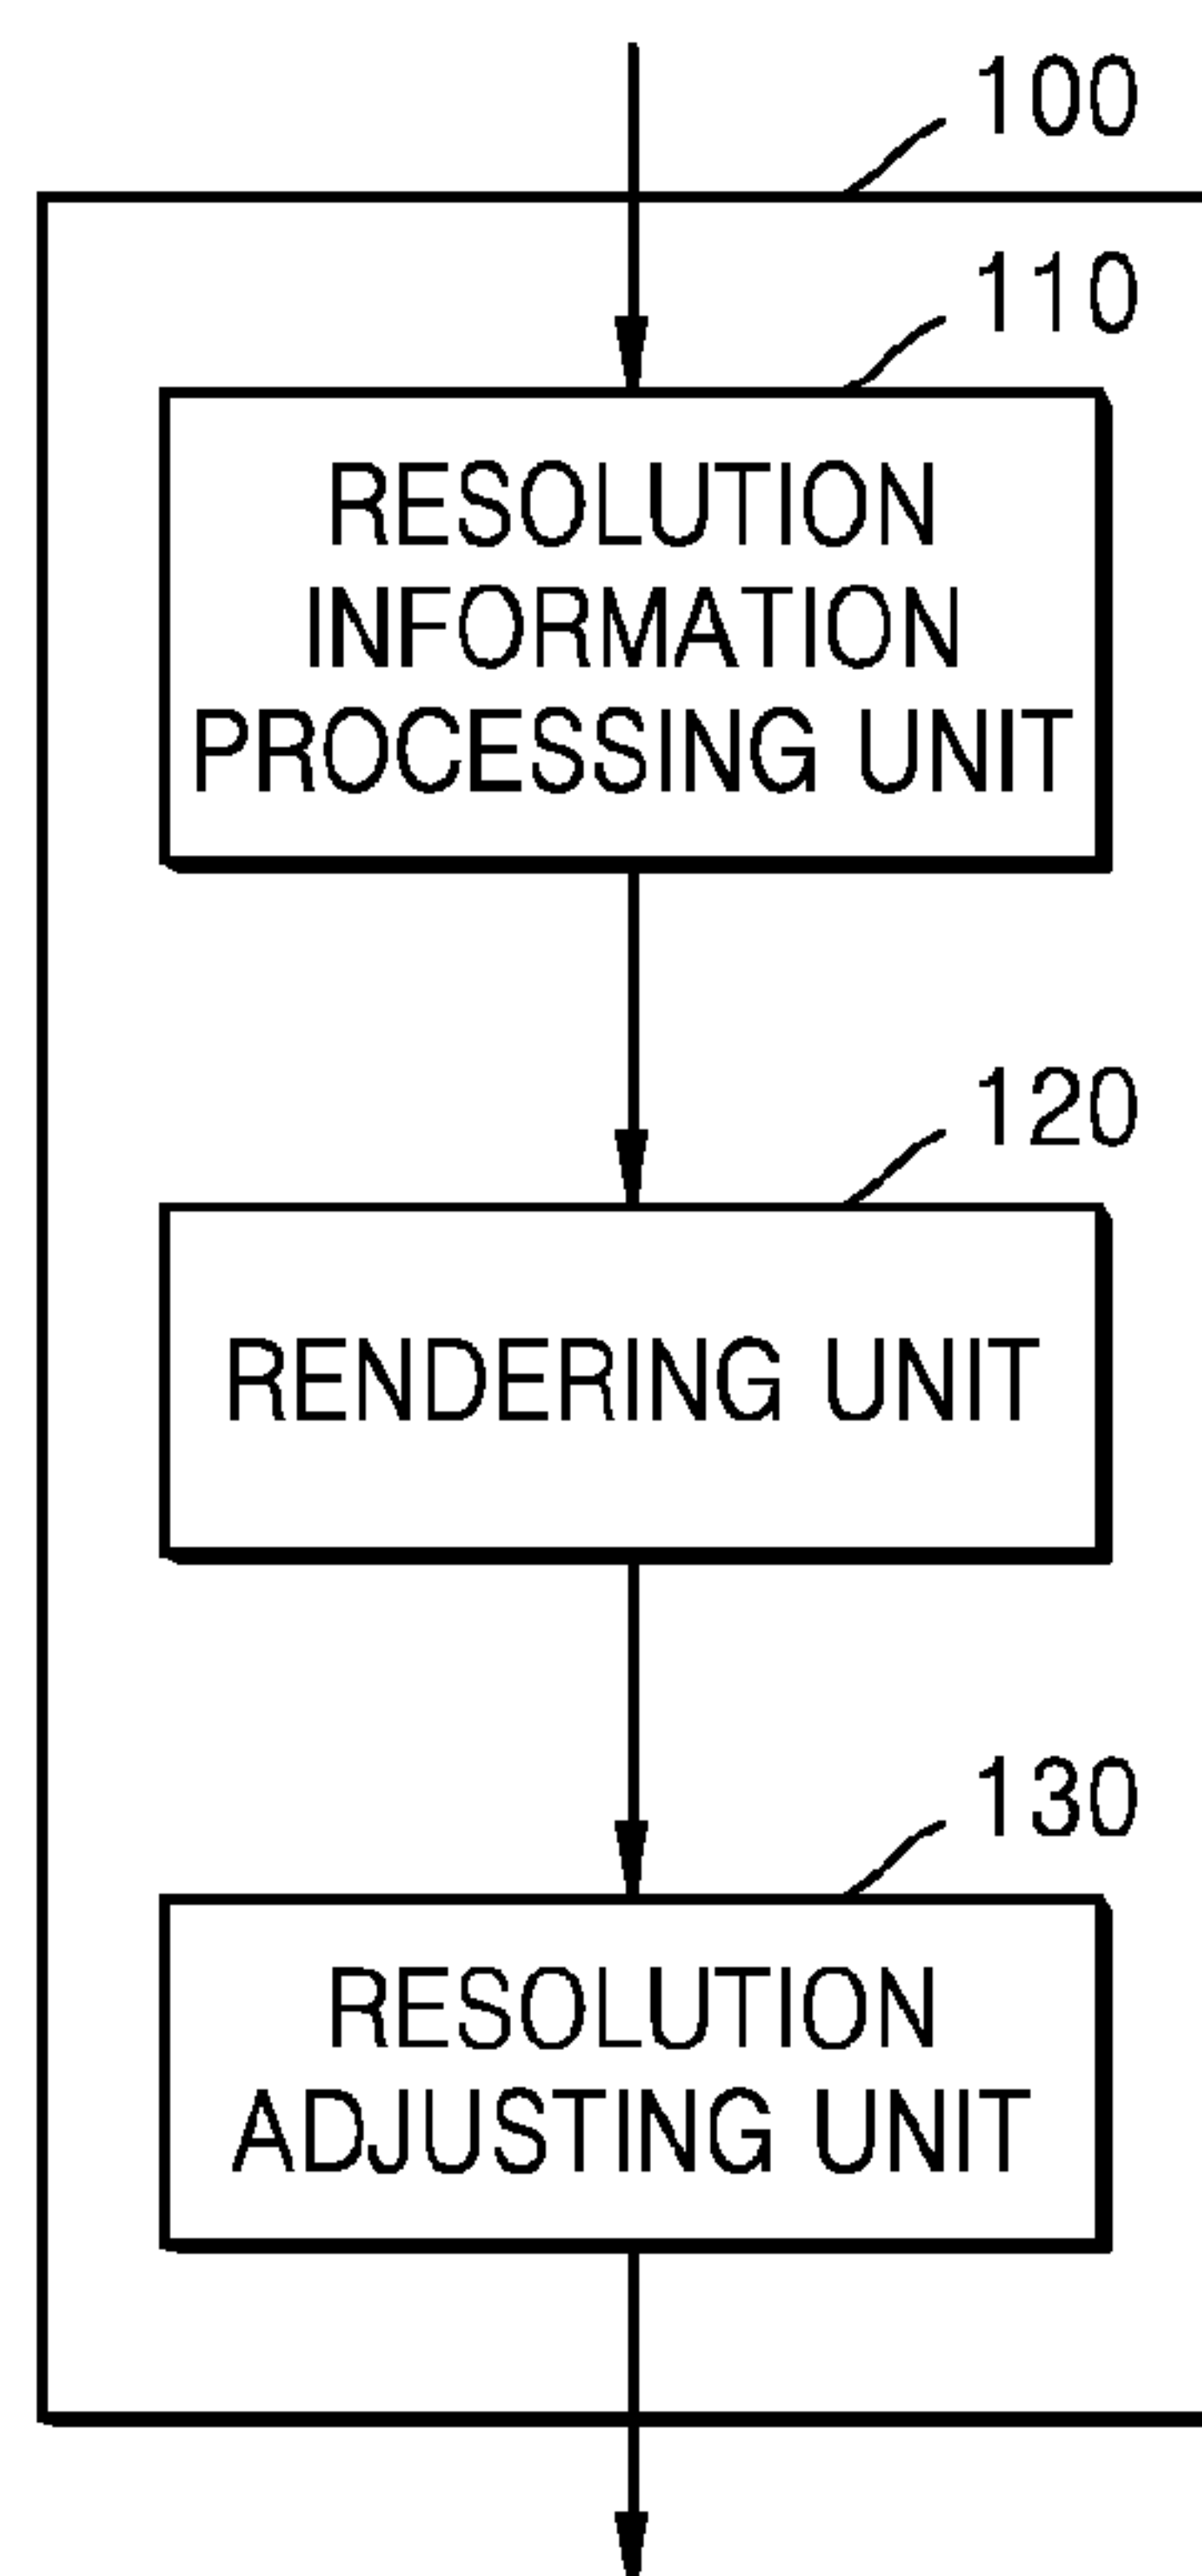 100
110
RESOLUTION
INFORMATION
PROCESSING UNIT
120
RENDERING UNIT
130
RESOLUTION
ADJUSTING UNIT